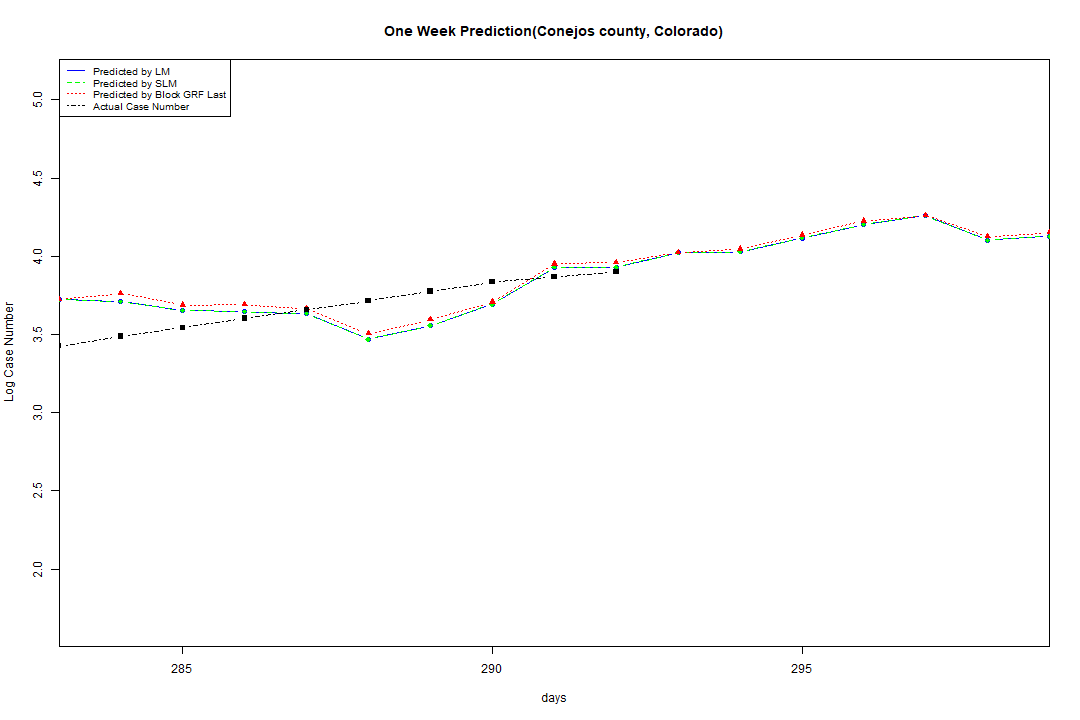 One Week Prediction(Conejos county, Colorado)
Predicted by LM
Predicted by SLM
Predicted by Block GRF Last
Actual Case Number
5.0
4.5
4.0
3.5
3.0
2.5
2.0
Log Case Number
285 290 295
days